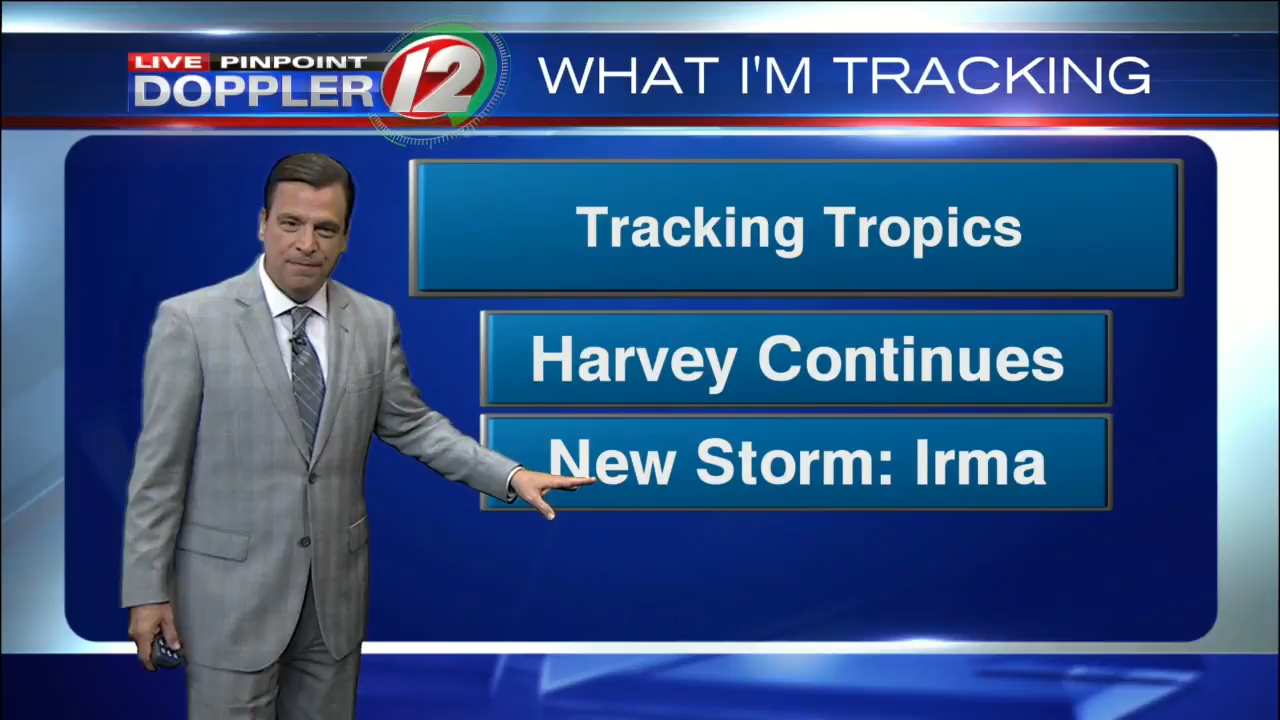 LIVE PINPOINT
DOPPLER 12
WHAT I'M TRACKING
Tracking Tropics
Harvey Continues
New Storm: Irma